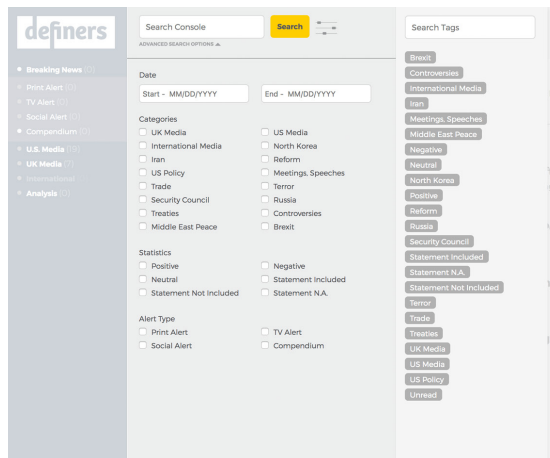 definers
Breaking News (0)
Print Alert (0)
TV Alert (0)
Social Alert (0)
Compendium (0)
U.S. Media
UK Media
International
Analysis (0)
Search Console
Search
ADVANCED SEARCH OPTIONS
Date
Start - MM/DD/YYYY
End - MM/DD/YYYY
Categories
UK Media
US Media
International Media
North Korea
Iran
Reform
US Policy
Meetings, Speeches
Trade
Terror
Security Council
Russia
Treaties
Controversies
Middle East Peace
Brexit
Statistics
Positive
Negative
Neutral
Statement Included
Statement Not Included
Statement N.A.
Alert Type
Print Alert
TV Alert
Social Alert
Compendium
Search Tags
Brexit
Controversies
International Media
Iran
Meetings, Speeches
Middle East Peace
Negative
Neutral
North Korea
Positive
Reform
Russia
Security Council
Statement Included
Statement N.A.
Statement Not Included
Terror
Trade
Treaties
UK Media
US Media
US Policy
Unread